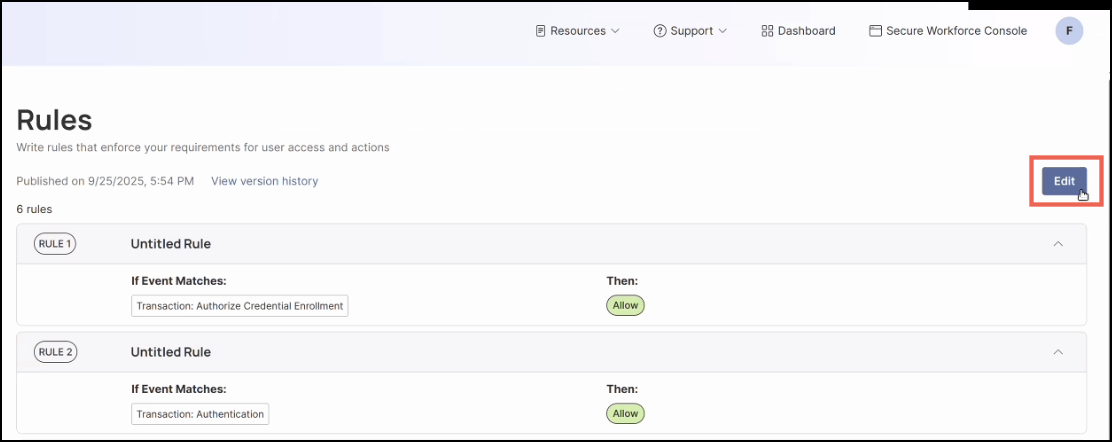 Resources Support Dashboard Secure Workforce Console F
Rules
Write rules that enforce your requirements for user access and actions
Published on 9/25/2025, 5:54 PM View version history Edit
6 rules
RULE 1 Untitled Rule
If Event Matches: Then:
Transaction: Authorize Credential Enrollment Allow
RULE 2 Untitled Rule
If Event Matches: Then:
Transaction: Authentication Allow